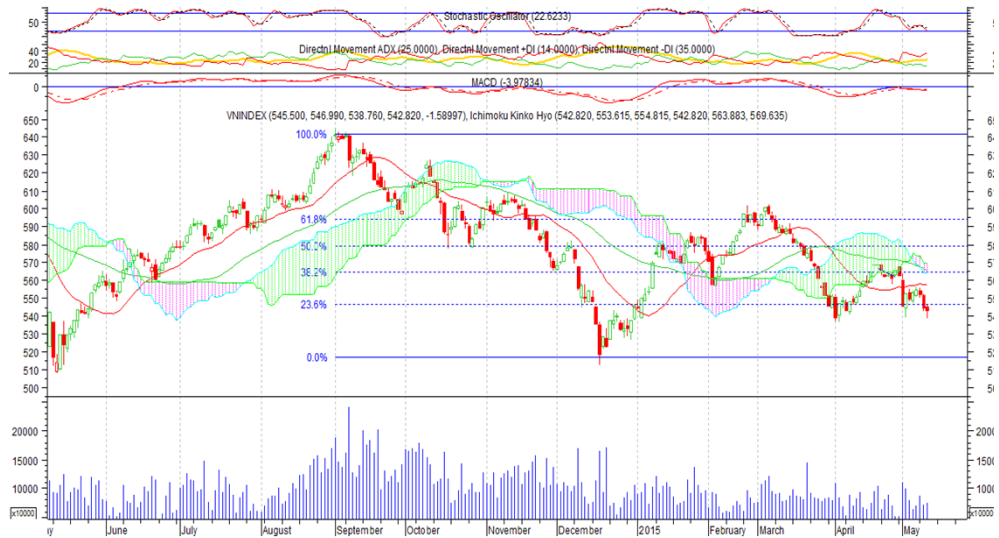 Stochastic Oscillator (22.6233)
50
Directnl Movement ADX (25.0000), Directnl Movement +DI (14.0000), Directnl Movement -DI (35.0000)
40
20
MACD (-3.97834)
0
VNINDEX (545.500, 546.990, 538.760, 542.820, -1.58997), Ichimoku Kinko Hyo (542.820, 553.615, 554.815, 542.820, 563.883, 569.635)
650
640
630
620
610
600
590
580
570
560
550
540
530
520
510
500
100.0%
61.8%
50.0%
38.2%
23.6%
0.0%
20000
15000
10000
x10000
June
July
August
September
October
November
December
2015
February
March
April
May